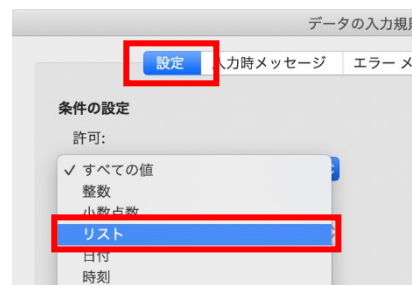 データの入力規則
設定 入力時メッセージ エラー メ
条件の設定
許可:
✓ すべての値
整数
小数点数
リスト
日付
時刻